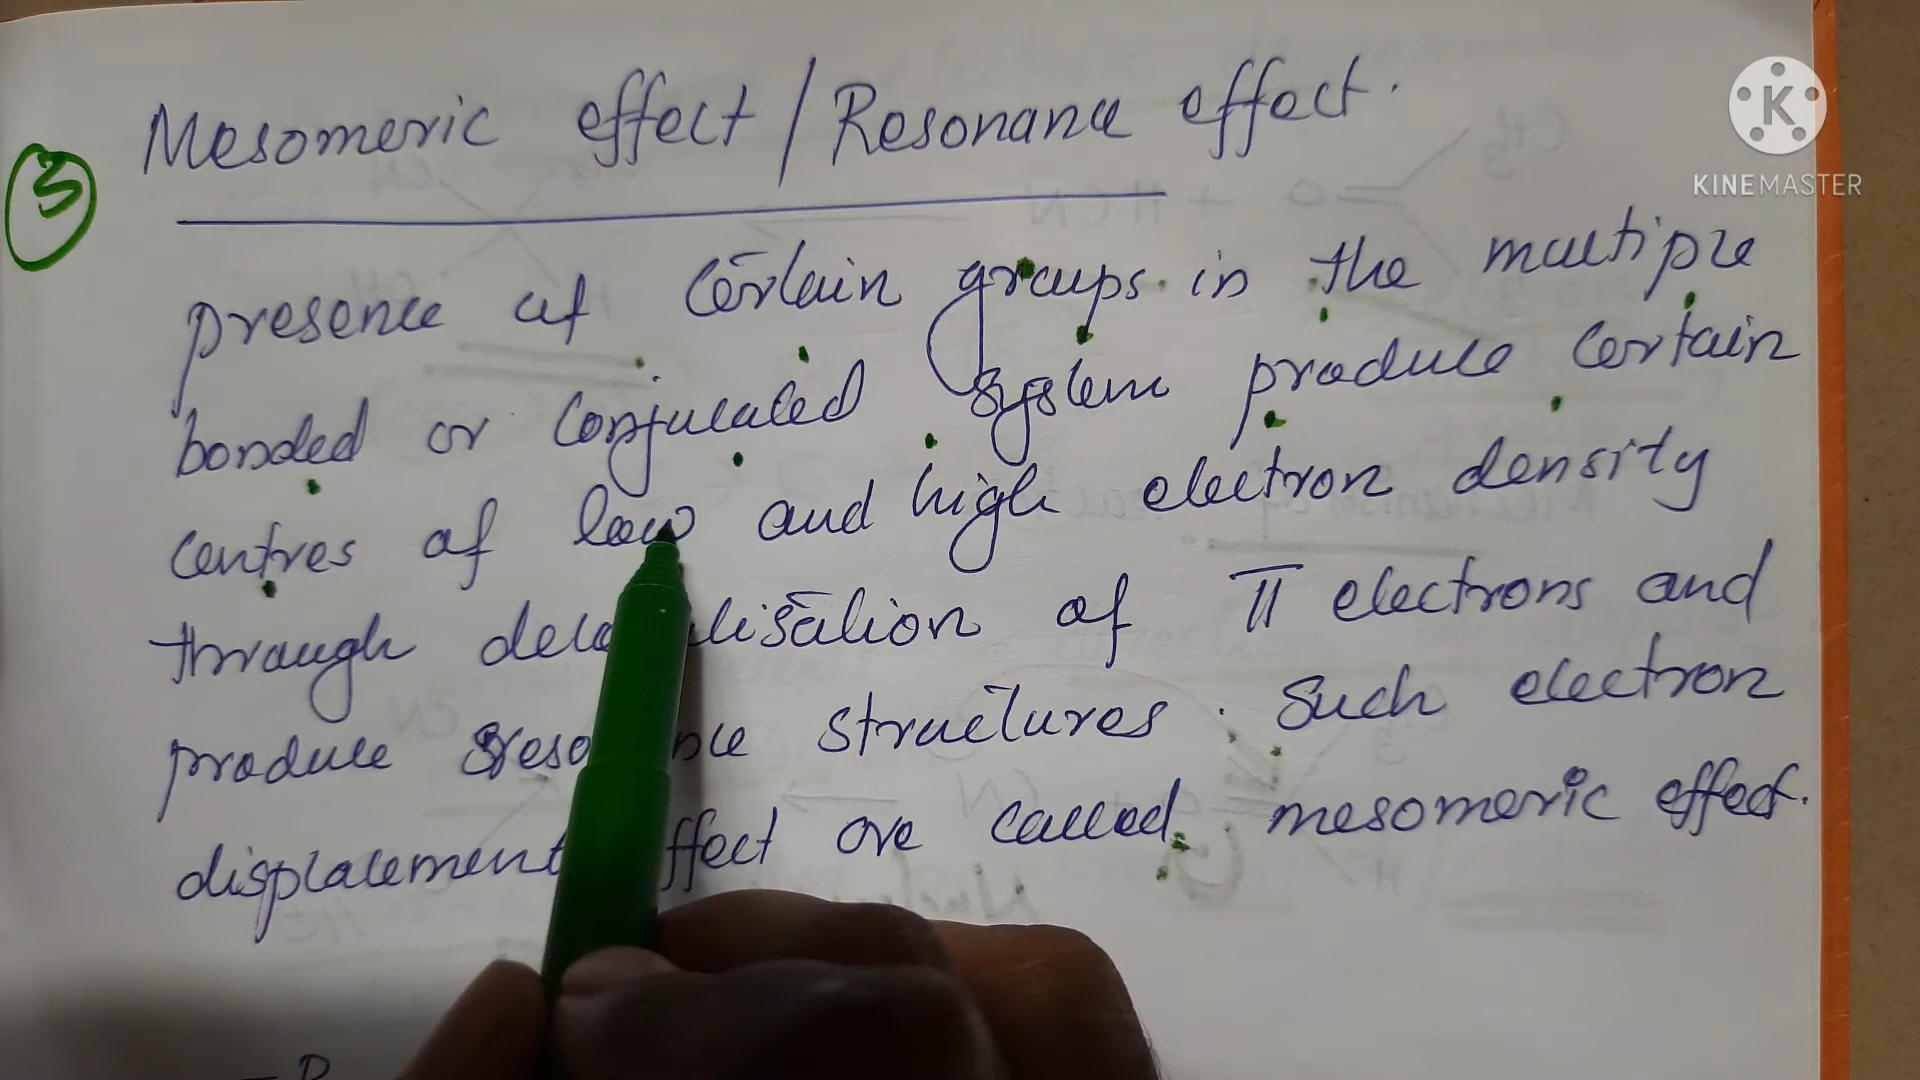 Mesomeric effect / Resonance effect.
3
presence of certain groups in the multiple
bonded or conjucated system produce certain
centres of low and high electron density
through delocalisation of π electrons and
produce resonance structures. Such electron
displacement effect are called mesomeric effect.
KINEMASTER